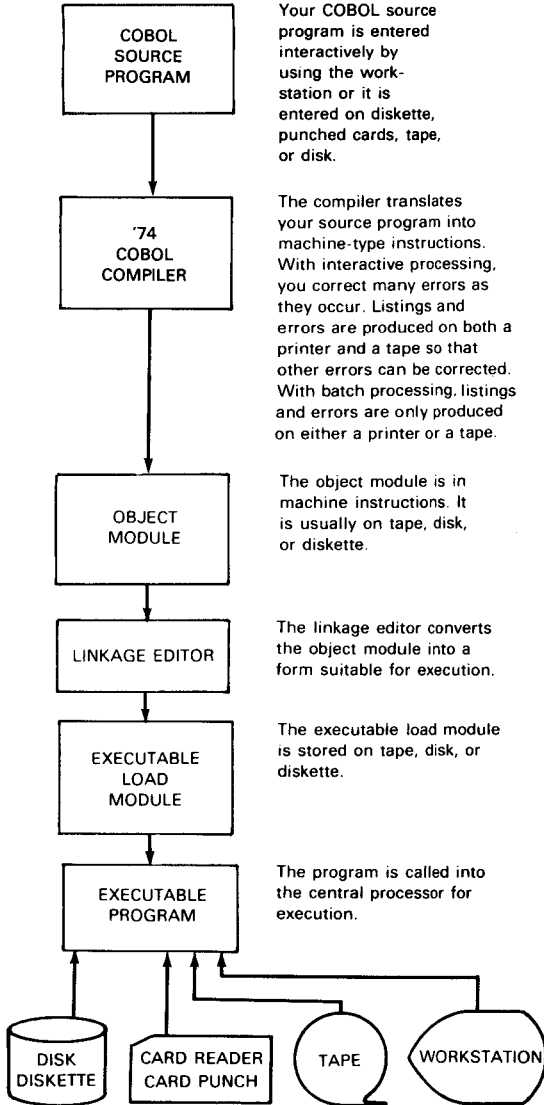 COBOL
SOURCE
PROGRAM
Your COBOL source
program is entered
interactively by
using the work-
station or it is
entered on diskette,
punched cards, tape,
or disk.
'74
COBOL
COMPILER
The compiler translates
your source program into
machine-type instructions.
With interactive processing,
you correct many errors as
they occur. Listings and
errors are produced on both a
printer and a tape so that
other errors can be corrected.
With batch processing, listings
and errors are only produced
on either a printer or a tape.
OBJECT
MODULE
The object module is in
machine instructions. It
is usually on tape, disk,
or diskette.
LINKAGE EDITOR
The linkage editor converts
the object module into a
form suitable for execution.
EXECUTABLE
LOAD
MODULE
The executable load module
is stored on tape, disk, or
diskette.
EXECUTABLE
PROGRAM
The program is called into
the central processor for
execution.
DISK
DISKETTE
CARD READER
CARD PUNCH
TAPE
WORKSTATION